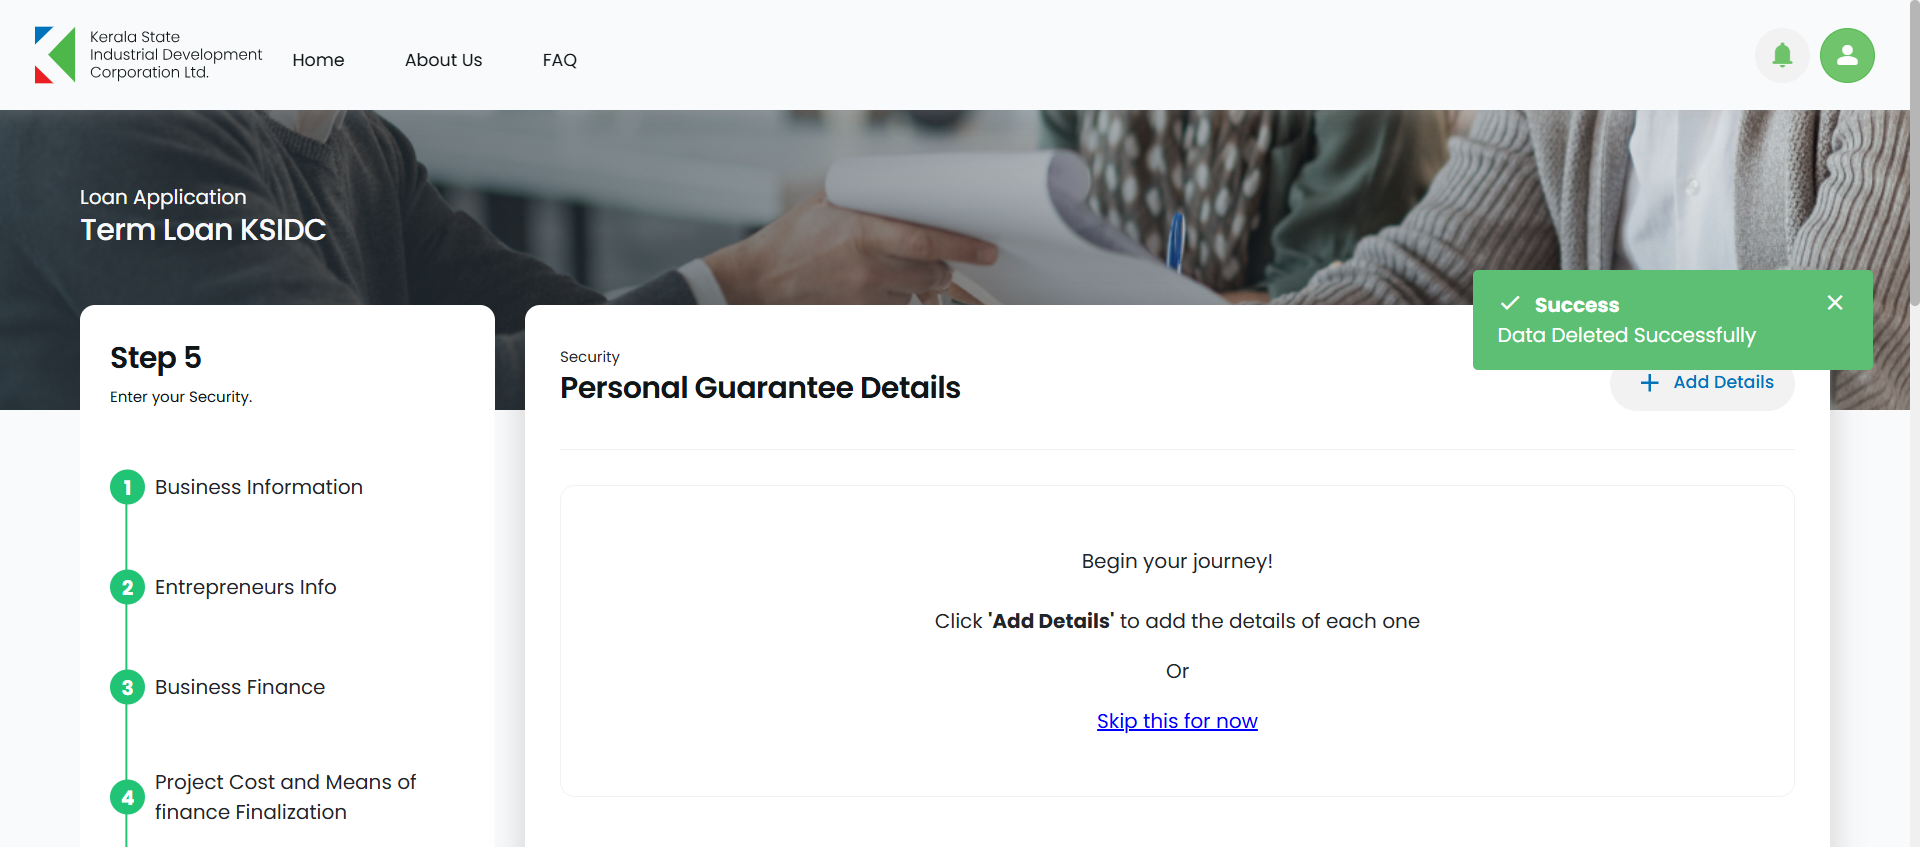 Kerala State
Industrial Development
Corporation Ltd.
Home
About Us
FAQ
Loan Application
Term Loan KSIDC
Success
Data Deleted Successfully
Step 5
Enter your Security.
Security
Personal Guarantee Details
Add Details
1 Business Information
2 Entrepreneurs Info
3 Business Finance
4 Project Cost and Means of
finance Finalization
Begin your journey!
Click 'Add Details' to add the details of each one
Or
Skip this for now